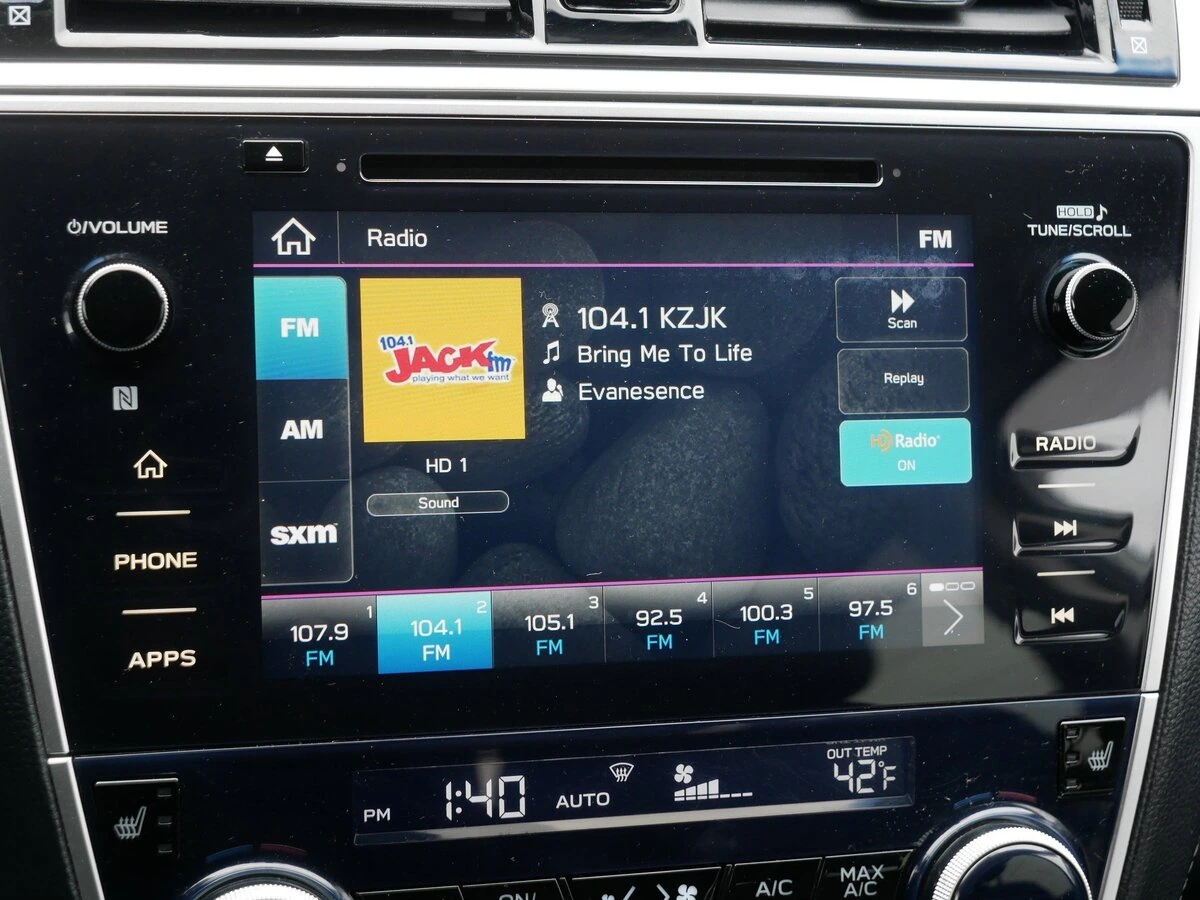 ⏻/VOLUME
HOLD
TUNE/SCROLL
Radio
FM
FM
AM
sxm
104.1
JACK fm
playing what we want
HD 1
Sound
104.1 KZJK
Bring Me To Life
Evanesence
Scan
Replay
HD Radio
ON
PHONE
APPS
RADIO
1
107.9
FM
2
104.1
FM
3
105.1
FM
4
92.5
FM
5
100.3
FM
6
97.5
FM
PM 1:40
AUTO
OUT TEMP
42°F
ON/
A/C
MAX
A/C